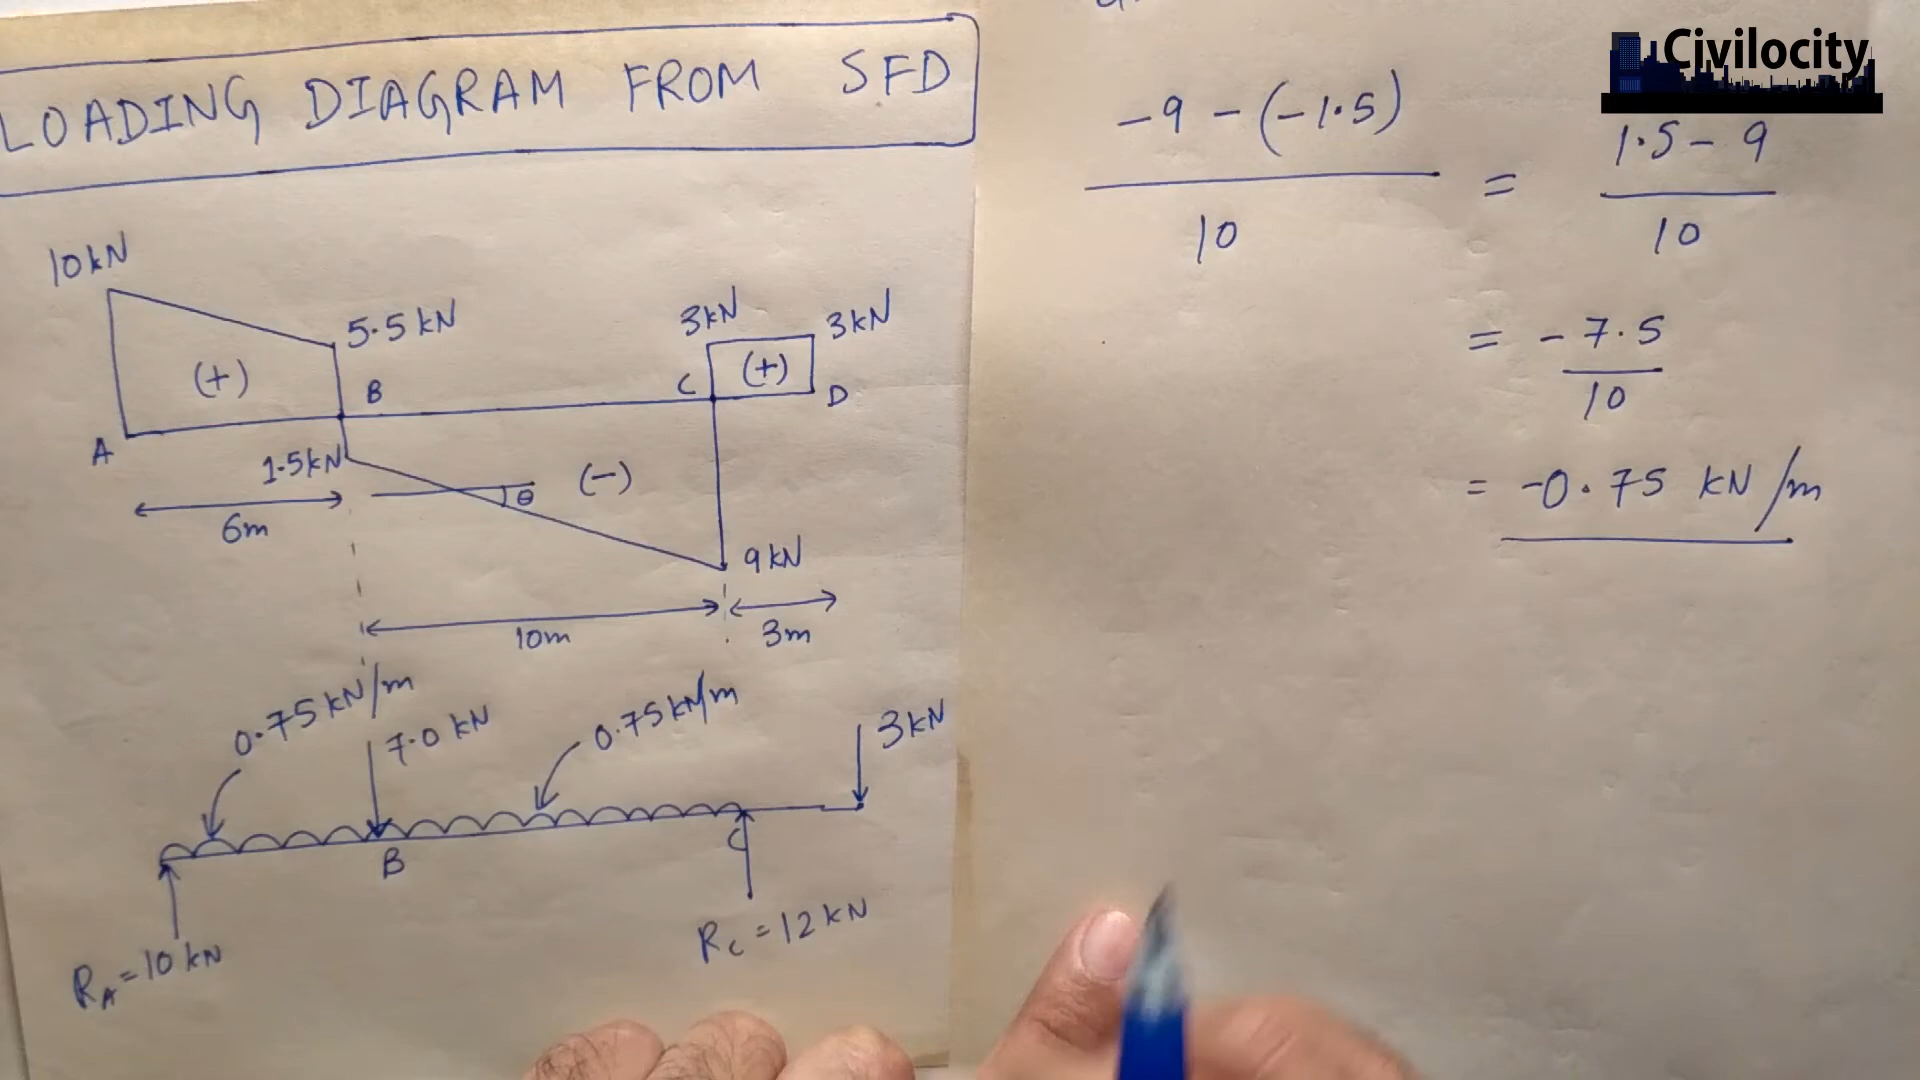 LOADING DIAGRAM FROM SFD
10kN
5.5 kN
3kN
3kN
(+)
(+)
A
B
C
D
1.5kN
θ
(-)
6m
9kN
10m
3m
0.75 kN/m
7.0 kN
0.75 kN/m
3kN
B
C
RA = 10 kN
RC = 12 kN
Civilocity
-9 - (-1.5)
10
=
1.5 - 9
10
= -7.5
10
= -0.75 kN/m